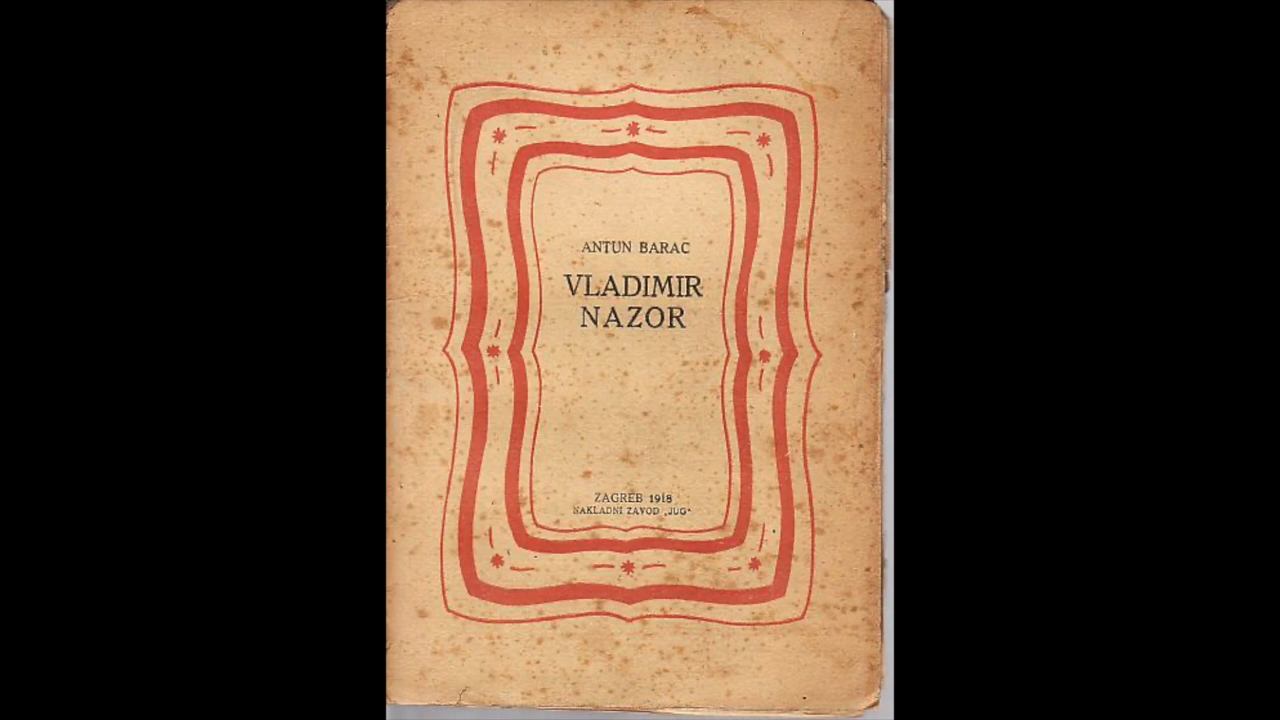 ANTUN BARAC
VLADIMIR
NAZOR
ZAGREB 1918
NAKLADNI ZAVOD „JUG“